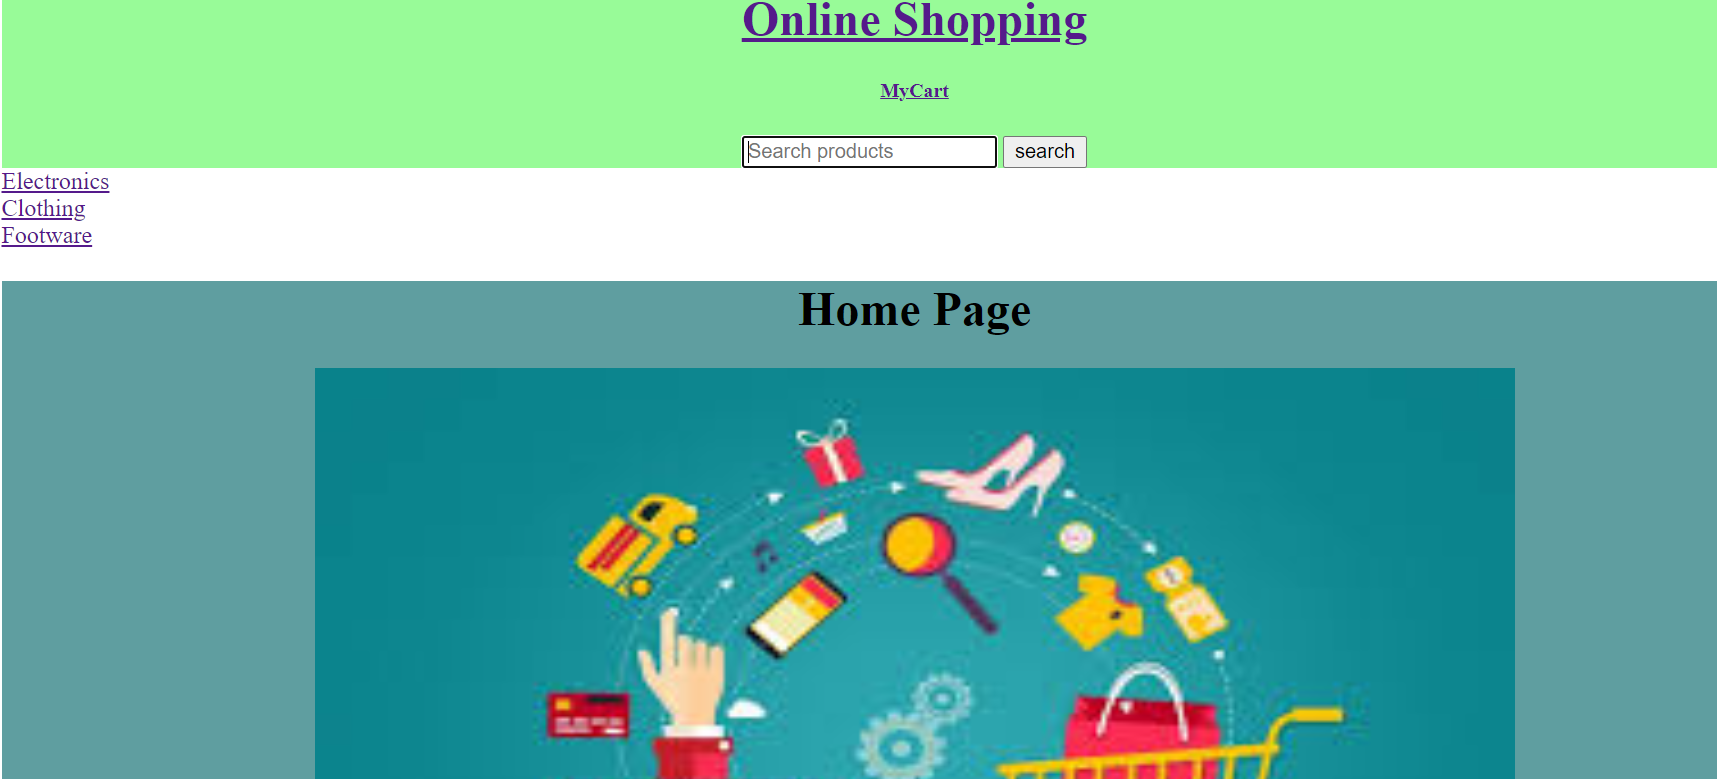 Online Shopping
MyCart
Search products search
Electronics
Clothing
Footware
Home Page